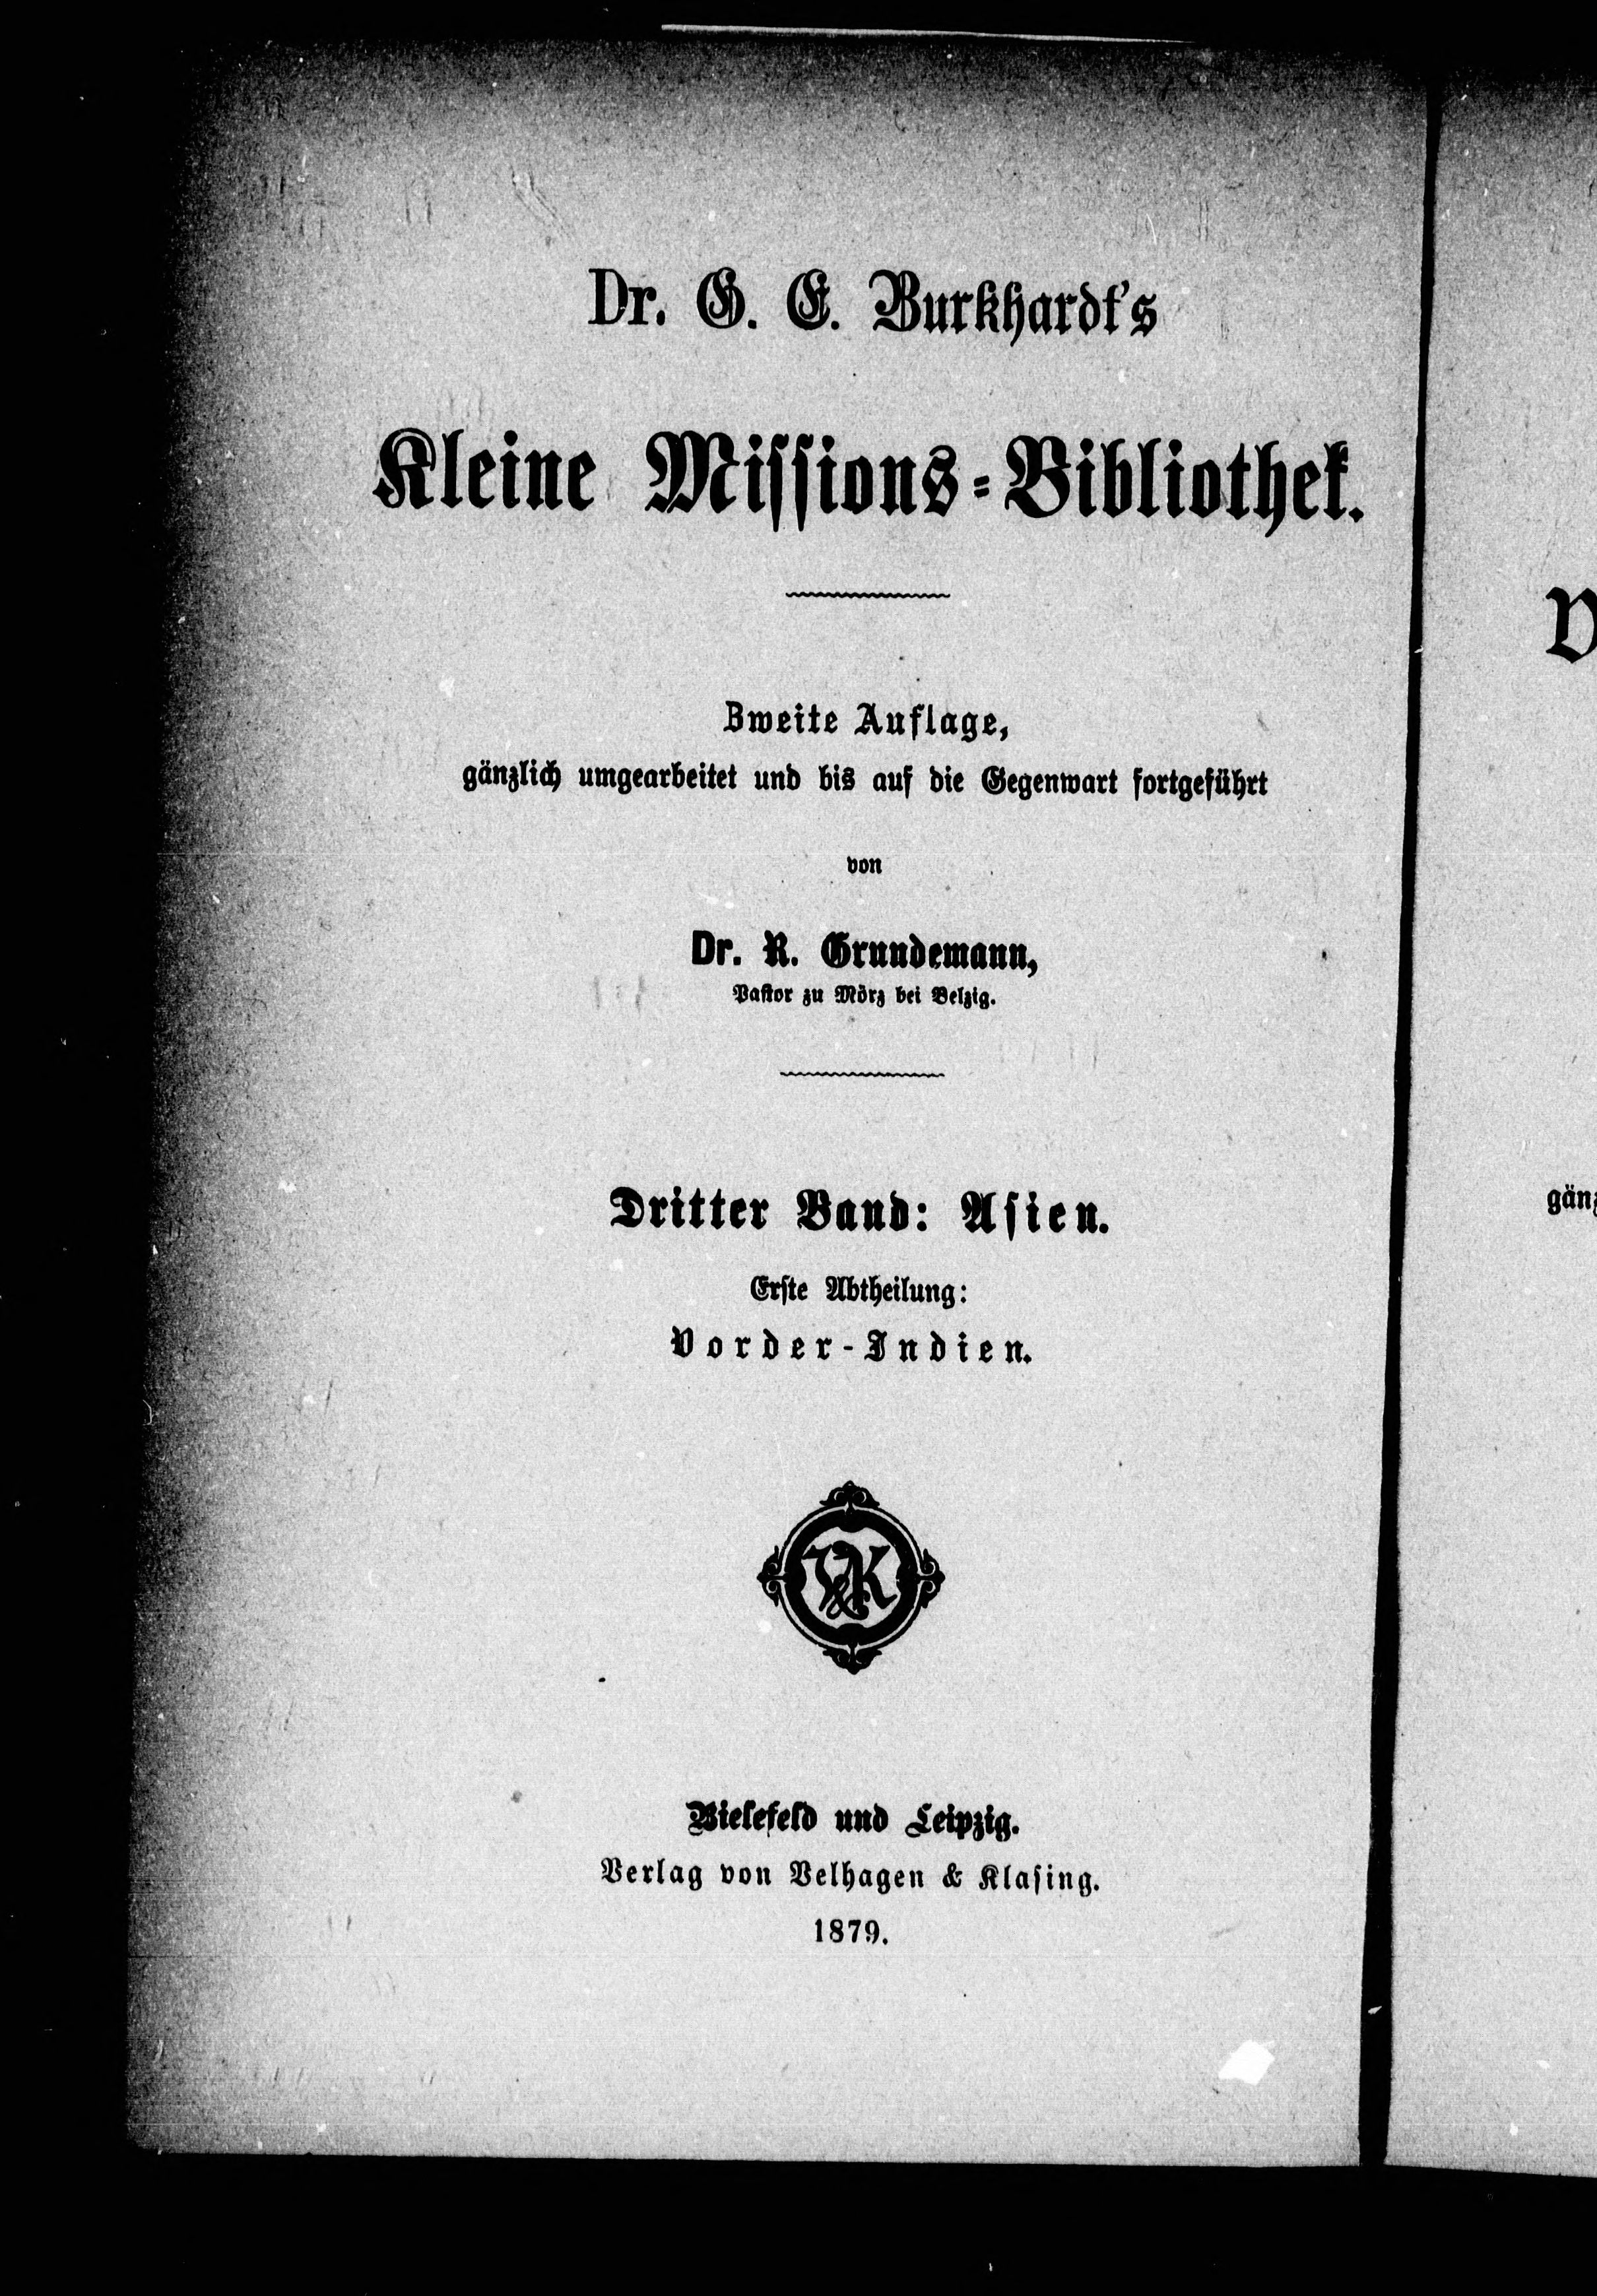 Dr. G. E. Burkhardt's
Kleine Missions-Bibliothek.
Zweite Auflage,
gänzlich umgearbeitet und bis auf die Gegenwart fortgeführt
von
Dr. R. Grundemann,
Pastor zu Mörz bei Belzig.
Dritter Band: Asien.
Erste Abtheilung:
Vorder-Indien.
V&K
Bielefeld und Leipzig.
Verlag von Velhagen & Klasing.
1879.
V
gänz